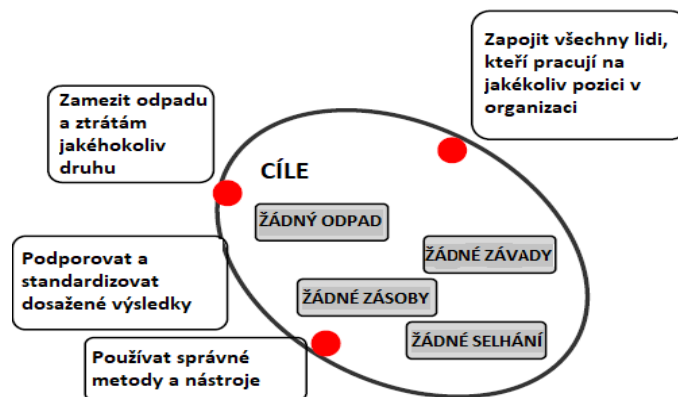 Zapojit všechny lidi,
kteří pracují na
jakékoliv pozici v
organizaci
Zamezit odpadu
a ztrátám
jakéhokoliv
druhu
CÍLE
ŽÁDNÝ ODPAD
ŽÁDNÉ ZÁVADY
Podporovat a
standardizovat
dosažené výsledky
ŽÁDNÉ ZÁSOBY
ŽÁDNÉ SELHÁNÍ
Používat správné
metody a nástroje